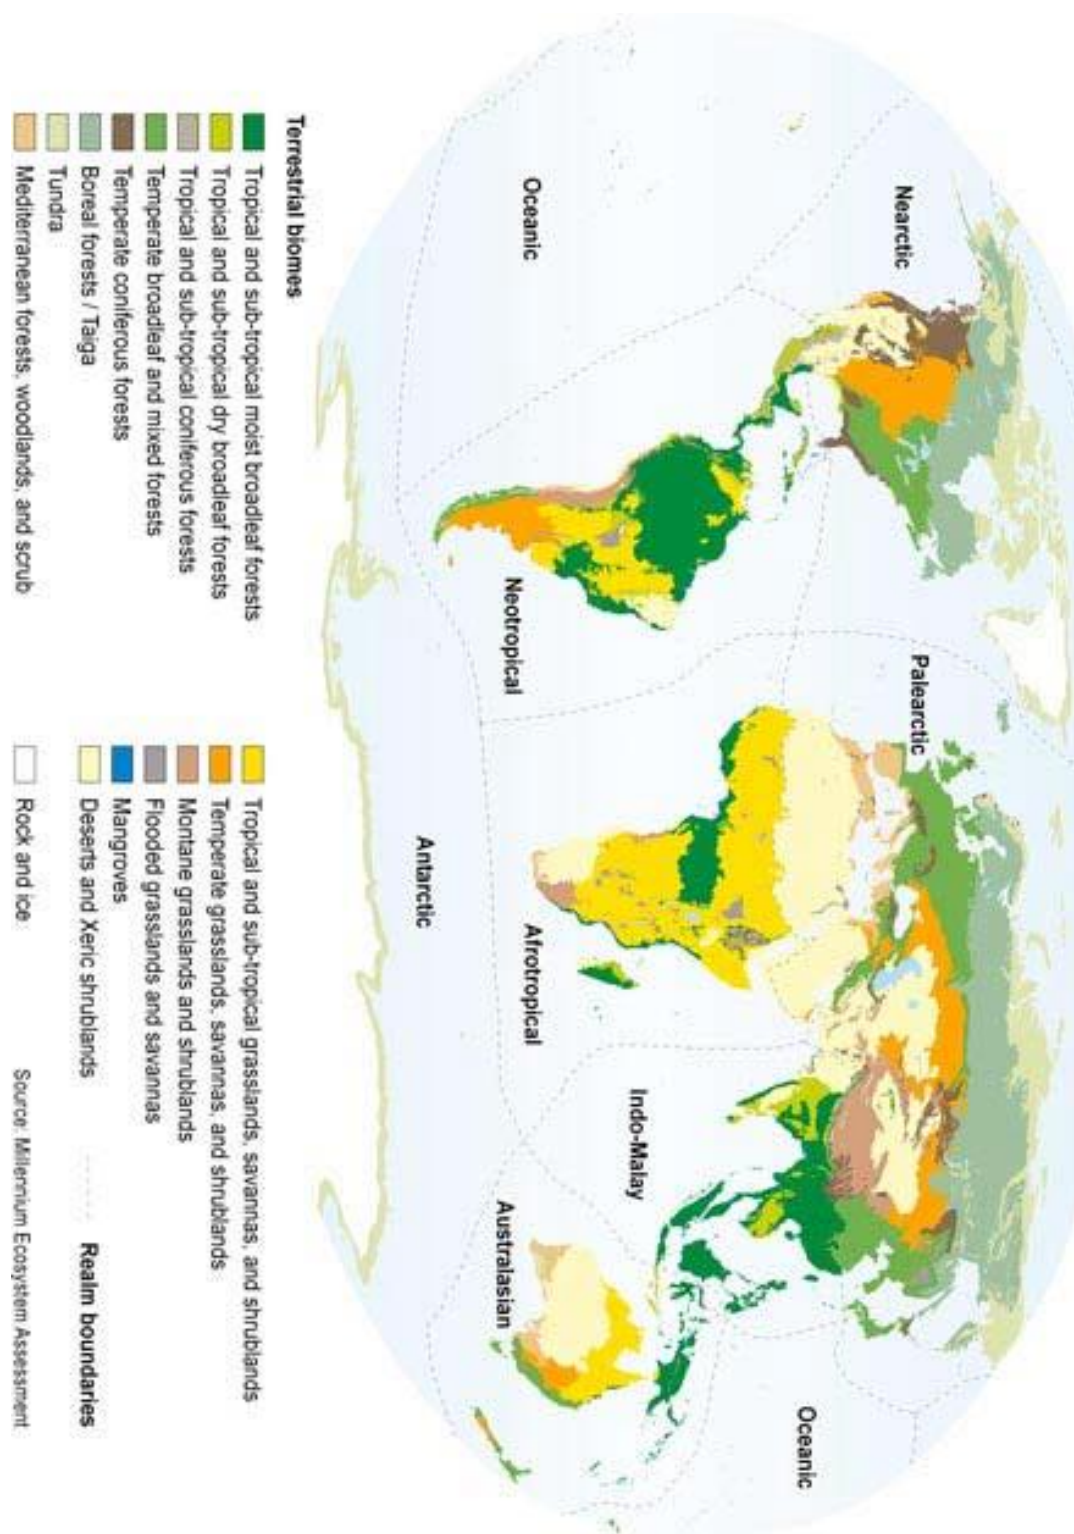 Nearctic
Palearctic
Oceanic
Oceanic
Indo-Malay
Neotropical
Afrotropical
Australasian
Antarctic
Terrestrial biomes
Tropical and sub-tropical moist broadleaf forests
Tropical and sub-tropical dry broadleaf forests
Tropical and sub-tropical coniferous forests
Temperate broadleaf and mixed forests
Temperate coniferous forests
Boreal forests / Taiga
Tundra
Mediterranean forests, woodlands, and scrub
Tropical and sub-tropical grasslands, savannas, and shrublands
Temperate grasslands, savannas, and shrublands
Montane grasslands and shrublands
Flooded grasslands and savannas
Mangroves
Deserts and Xeric shrublands
Rock and ice
Realm boundaries
Source: Millennium Ecosystem Assessment